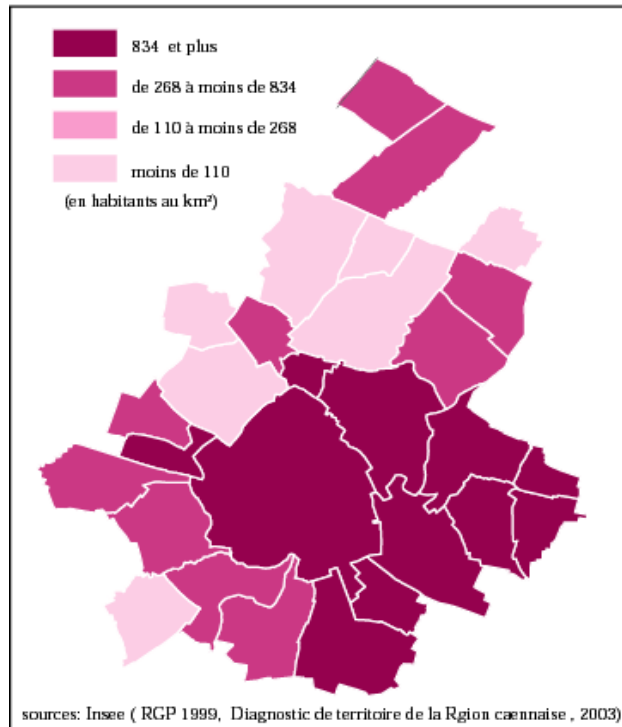 834 et plus
de 268 à moins de 834
de 110 à moins de 268
moins de 110
(en habitants au km²)
sources: Insee ( RGP 1999, Diagnostic de territoire de la Rgion caennaise , 2003)